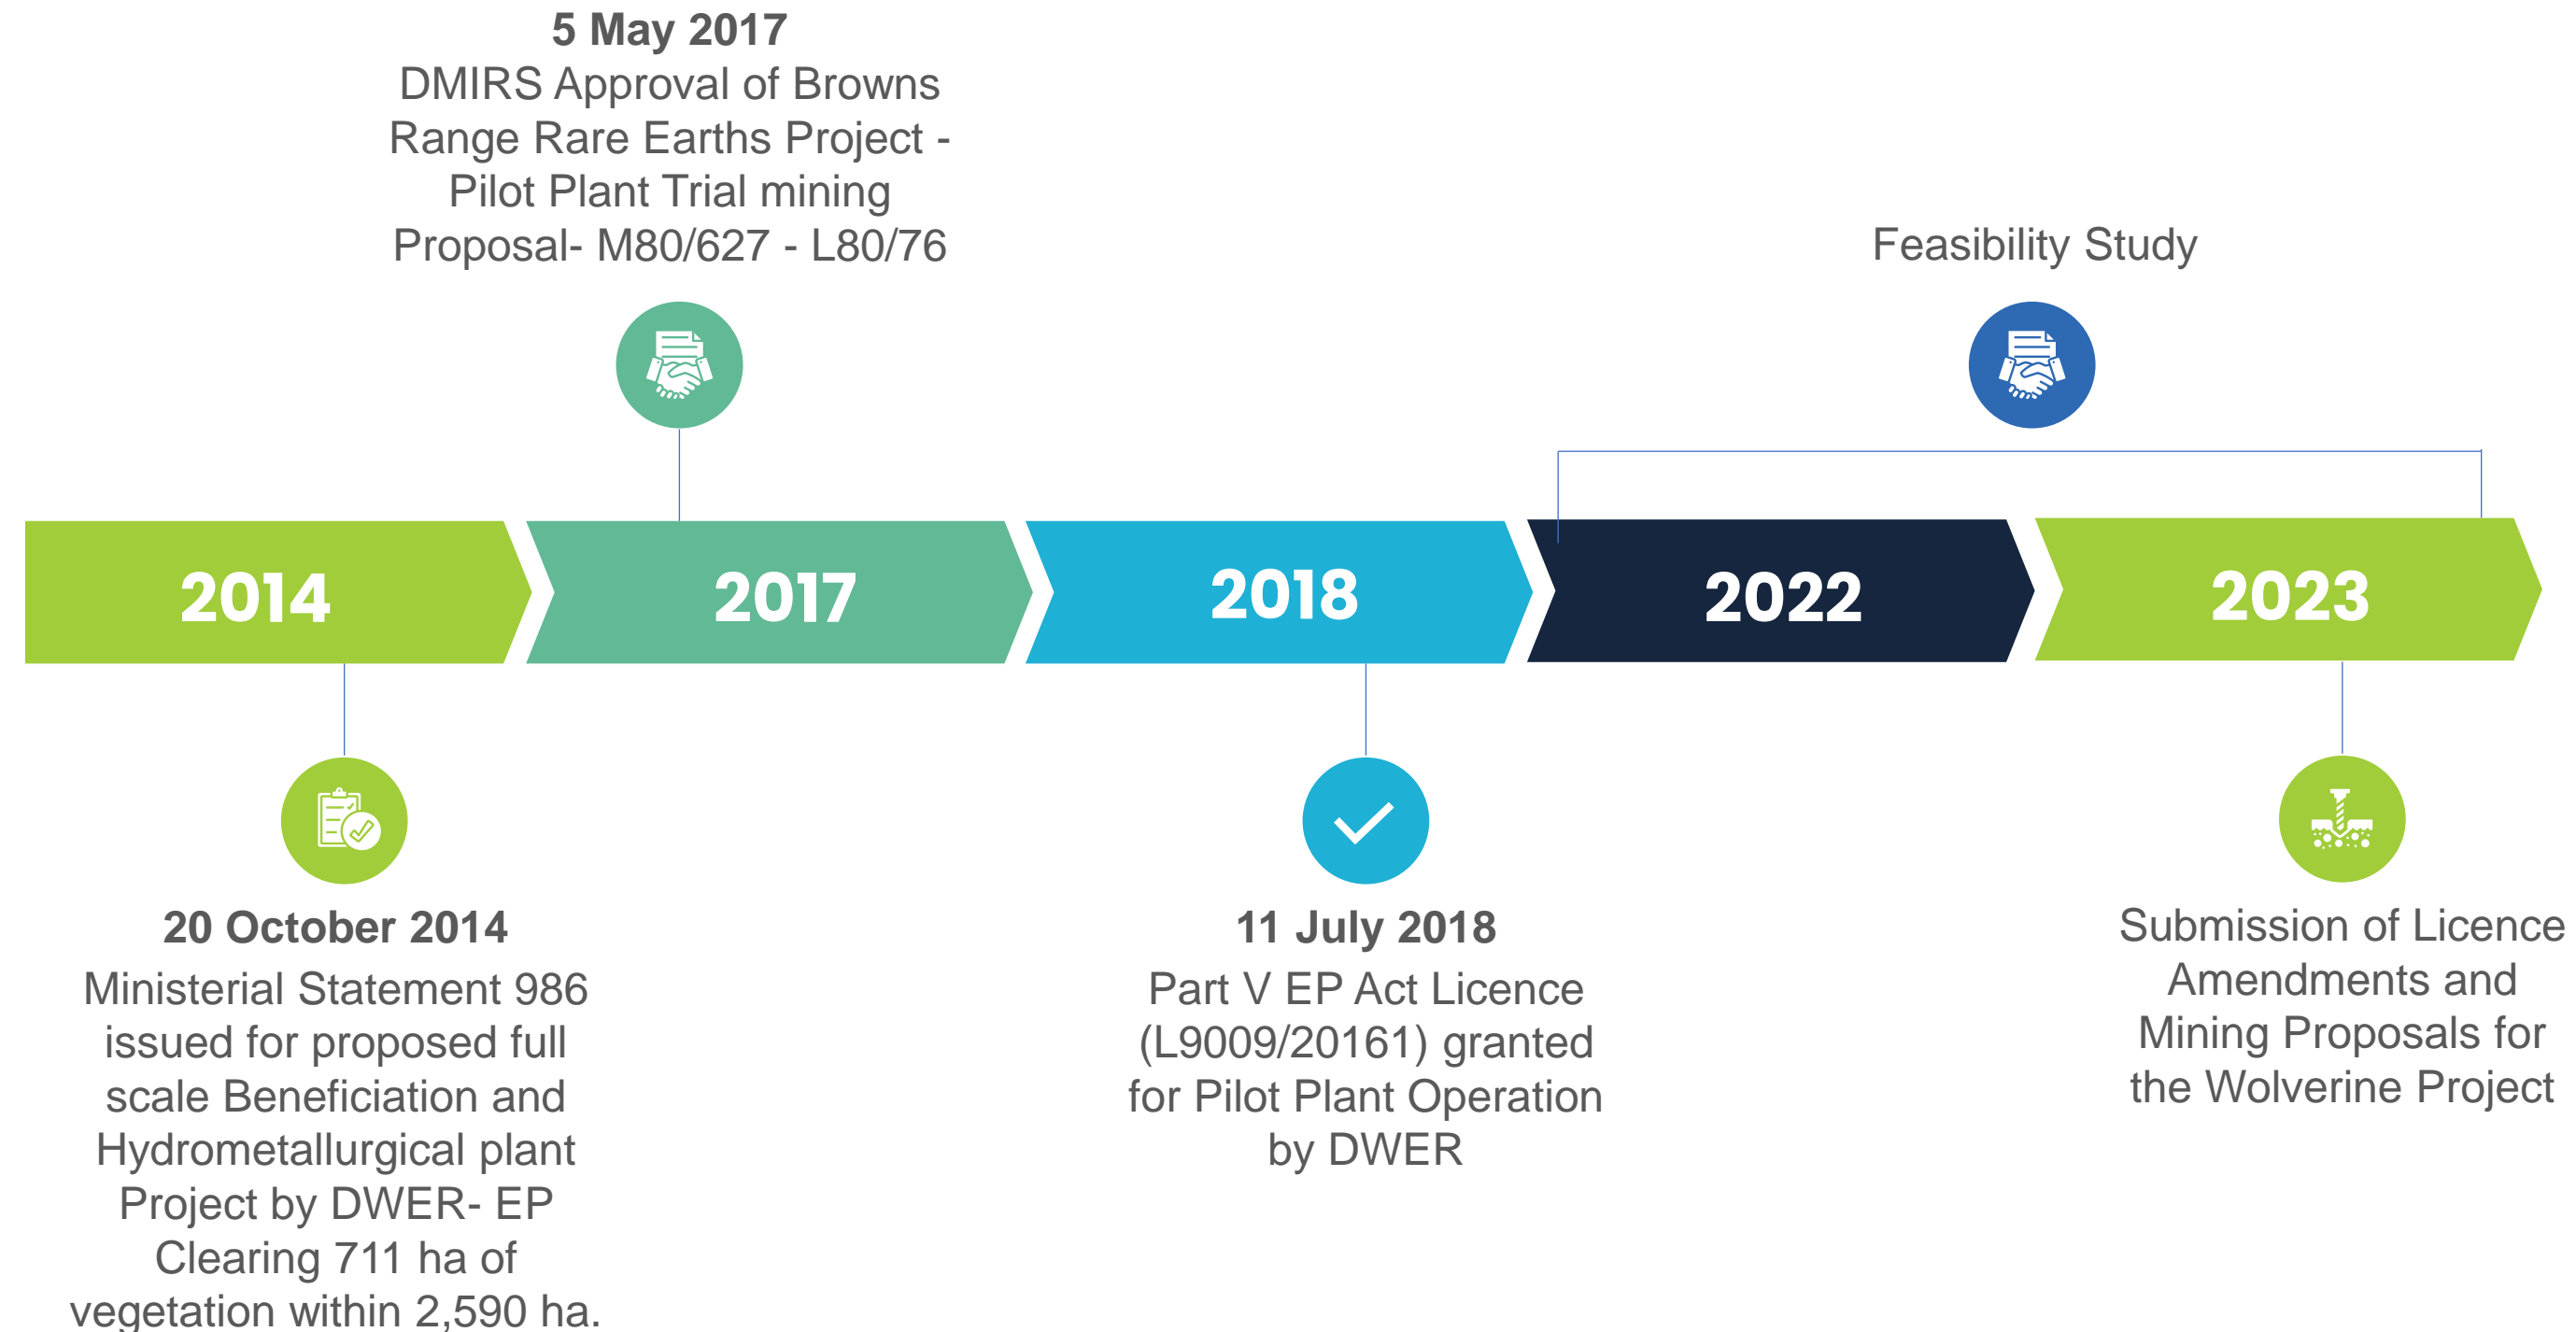 5 May 2017
DMIRS Approval of Browns
Range Rare Earths Project -
Pilot Plant Trial mining
Proposal- M80/627 - L80/76
Feasibility Study
2014
2017
2018
2022
2023
20 October 2014
Ministerial Statement 986
issued for proposed full
scale Beneficiation and
Hydrometallurgical plant
Project by DWER- EP
Clearing 711 ha of
vegetation within 2,590 ha.
11 July 2018
Part V EP Act Licence
(L9009/20161) granted
for Pilot Plant Operation
by DWER
Submission of Licence
Amendments and
Mining Proposals for
the Wolverine Project